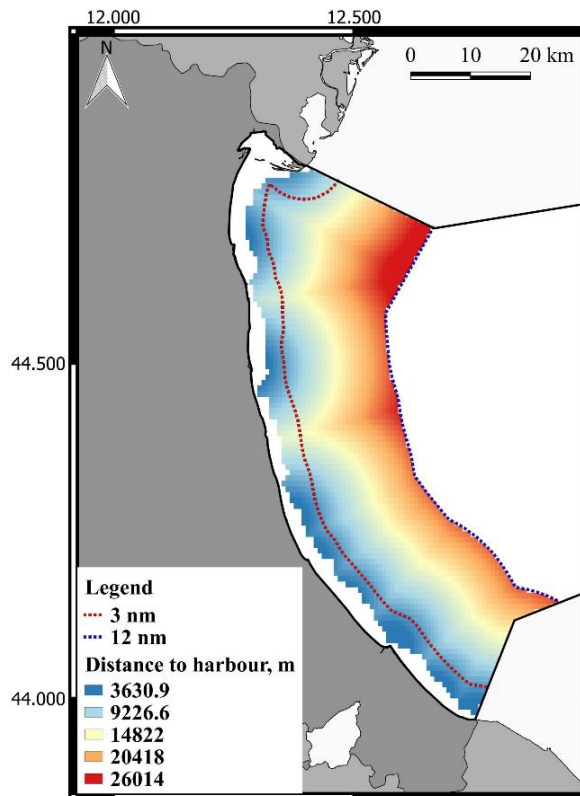 12.000 12.500
N
0 10 20 km
44.500
Legend
3 nm
12 nm
Distance to harbour, m
3630.9
9226.6
14822
20418
26014
44.000